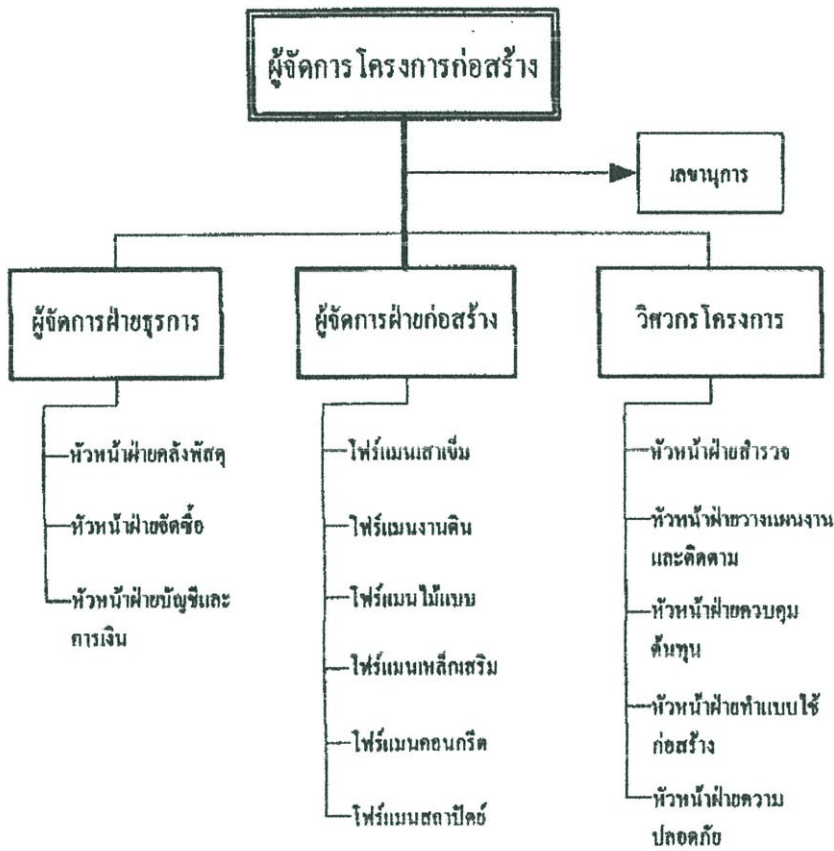 ผู้จัดการโครงการก่อสร้าง
เลขานุการ
ผู้จัดการฝ่ายธุรการ
หัวหน้าฝ่ายคลังพัสดุ
หัวหน้าฝ่ายจัดซื้อ
หัวหน้าฝ่ายบัญชีและ
การเงิน
ผู้จัดการฝ่ายก่อสร้าง
โฟร์แมนเสาเข็ม
โฟร์แมนงานดิน
โฟร์แมนไม้แบบ
โฟร์แมนเหล็กเสริม
โฟร์แมนคอนกรีต
โฟร์แมนสถาปัตย์
วิศวกรโครงการ
หัวหน้าฝ่ายสำรวจ
หัวหน้าฝ่ายวางแผนงาน
และติดตาม
หัวหน้าฝ่ายควบคุม
ต้นทุน
หัวหน้าฝ่ายทำแบบใช้
ก่อสร้าง
หัวหน้าฝ่ายความ
ปลอดภัย